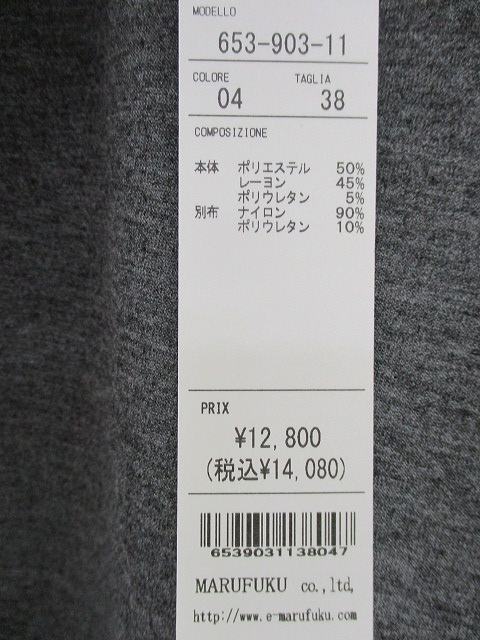 MODELLO
653-903-11
COLORE TAGLIA
04 38
COMPOSIZIONE
本体 ポリエステル 50%
レーヨン 45%
ポリウレタン 5%
別布 ナイロン 90%
ポリウレタン 10%
PRIX
¥12,800
(税込¥14,080)
6539031138047
MARUFUKU co.,ltd,
http://www.e-marufuku.com